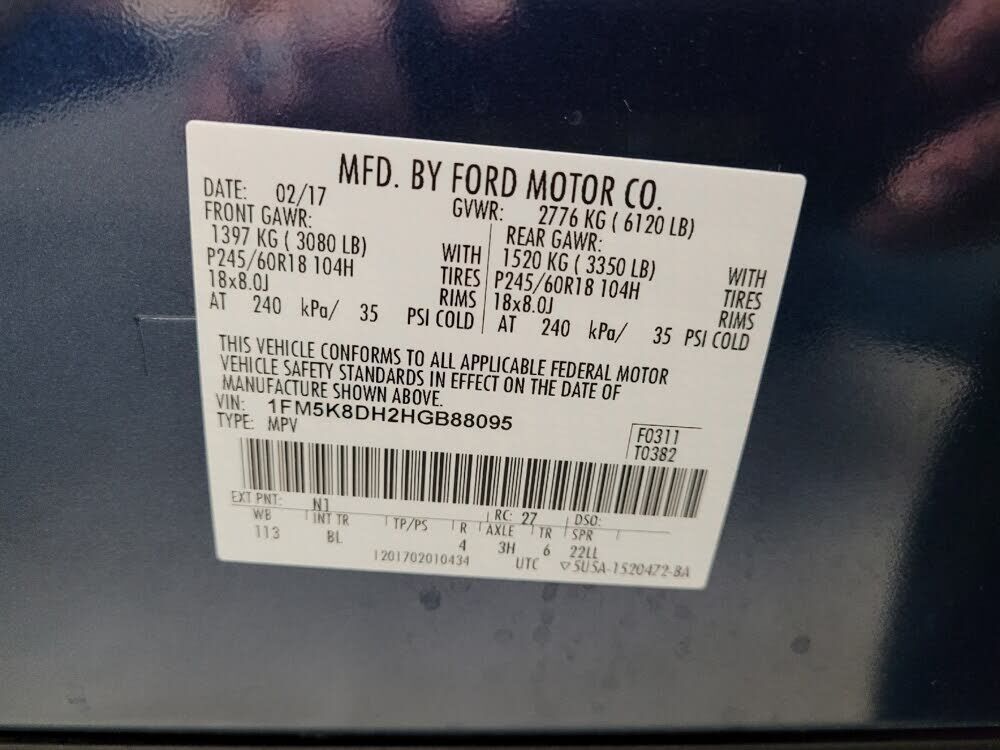 MFD. BY FORD MOTOR CO.
DATE: 02/17 GVWR: 2776 KG ( 6120 LB)
FRONT GAWR: REAR GAWR:
1397 KG ( 3080 LB) WITH 1520 KG ( 3350 LB) WITH
P245/60R18 104H TIRES P245/60R18 104H TIRES
18x8.0J RIMS 18x8.0J RIMS
AT 240 kPa/ 35 PSI COLD AT 240 kPa/ 35 PSI COLD
THIS VEHICLE CONFORMS TO ALL APPLICABLE FEDERAL MOTOR
VEHICLE SAFETY STANDARDS IN EFFECT ON THE DATE OF
MANUFACTURE SHOWN ABOVE.
VIN: 1FM5K8DH2HGB88095
TYPE: MPV
F0311
T0382
EXT PNT: N1 RC: 27 DSO:
WB INT TR TP/PS R AXLE TR SPR
113 BL 4 3H 6 22LL
1201702010434 UTC ▽5U5A-1520472-BA